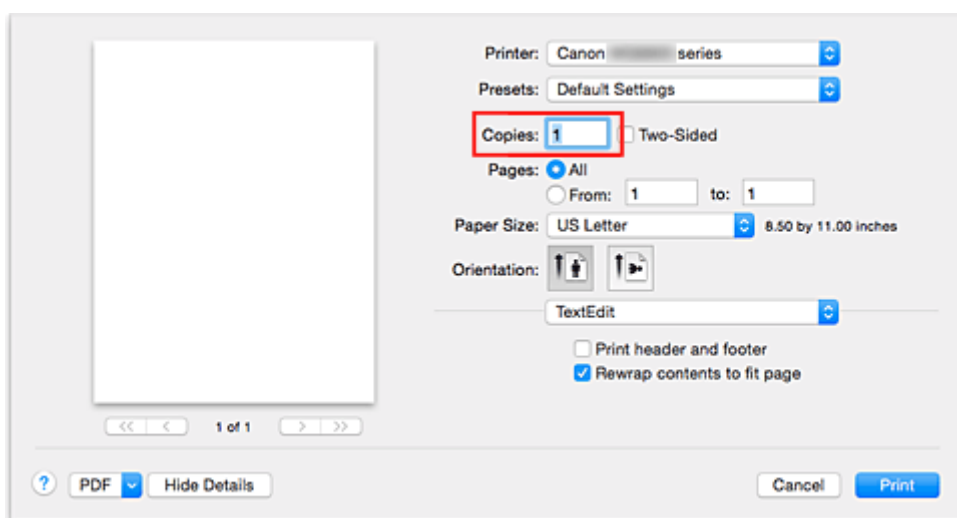 Printer: Canon series
Presets: Default Settings
Copies: 1 Two-Sided
Pages: All
From: 1 to: 1
Paper Size: US Letter 8.50 by 11.00 inches
Orientation:
TextEdit
Print header and footer
Rewrap contents to fit page
<< < 1 of 1 > >>
? PDF Hide Details Cancel Print